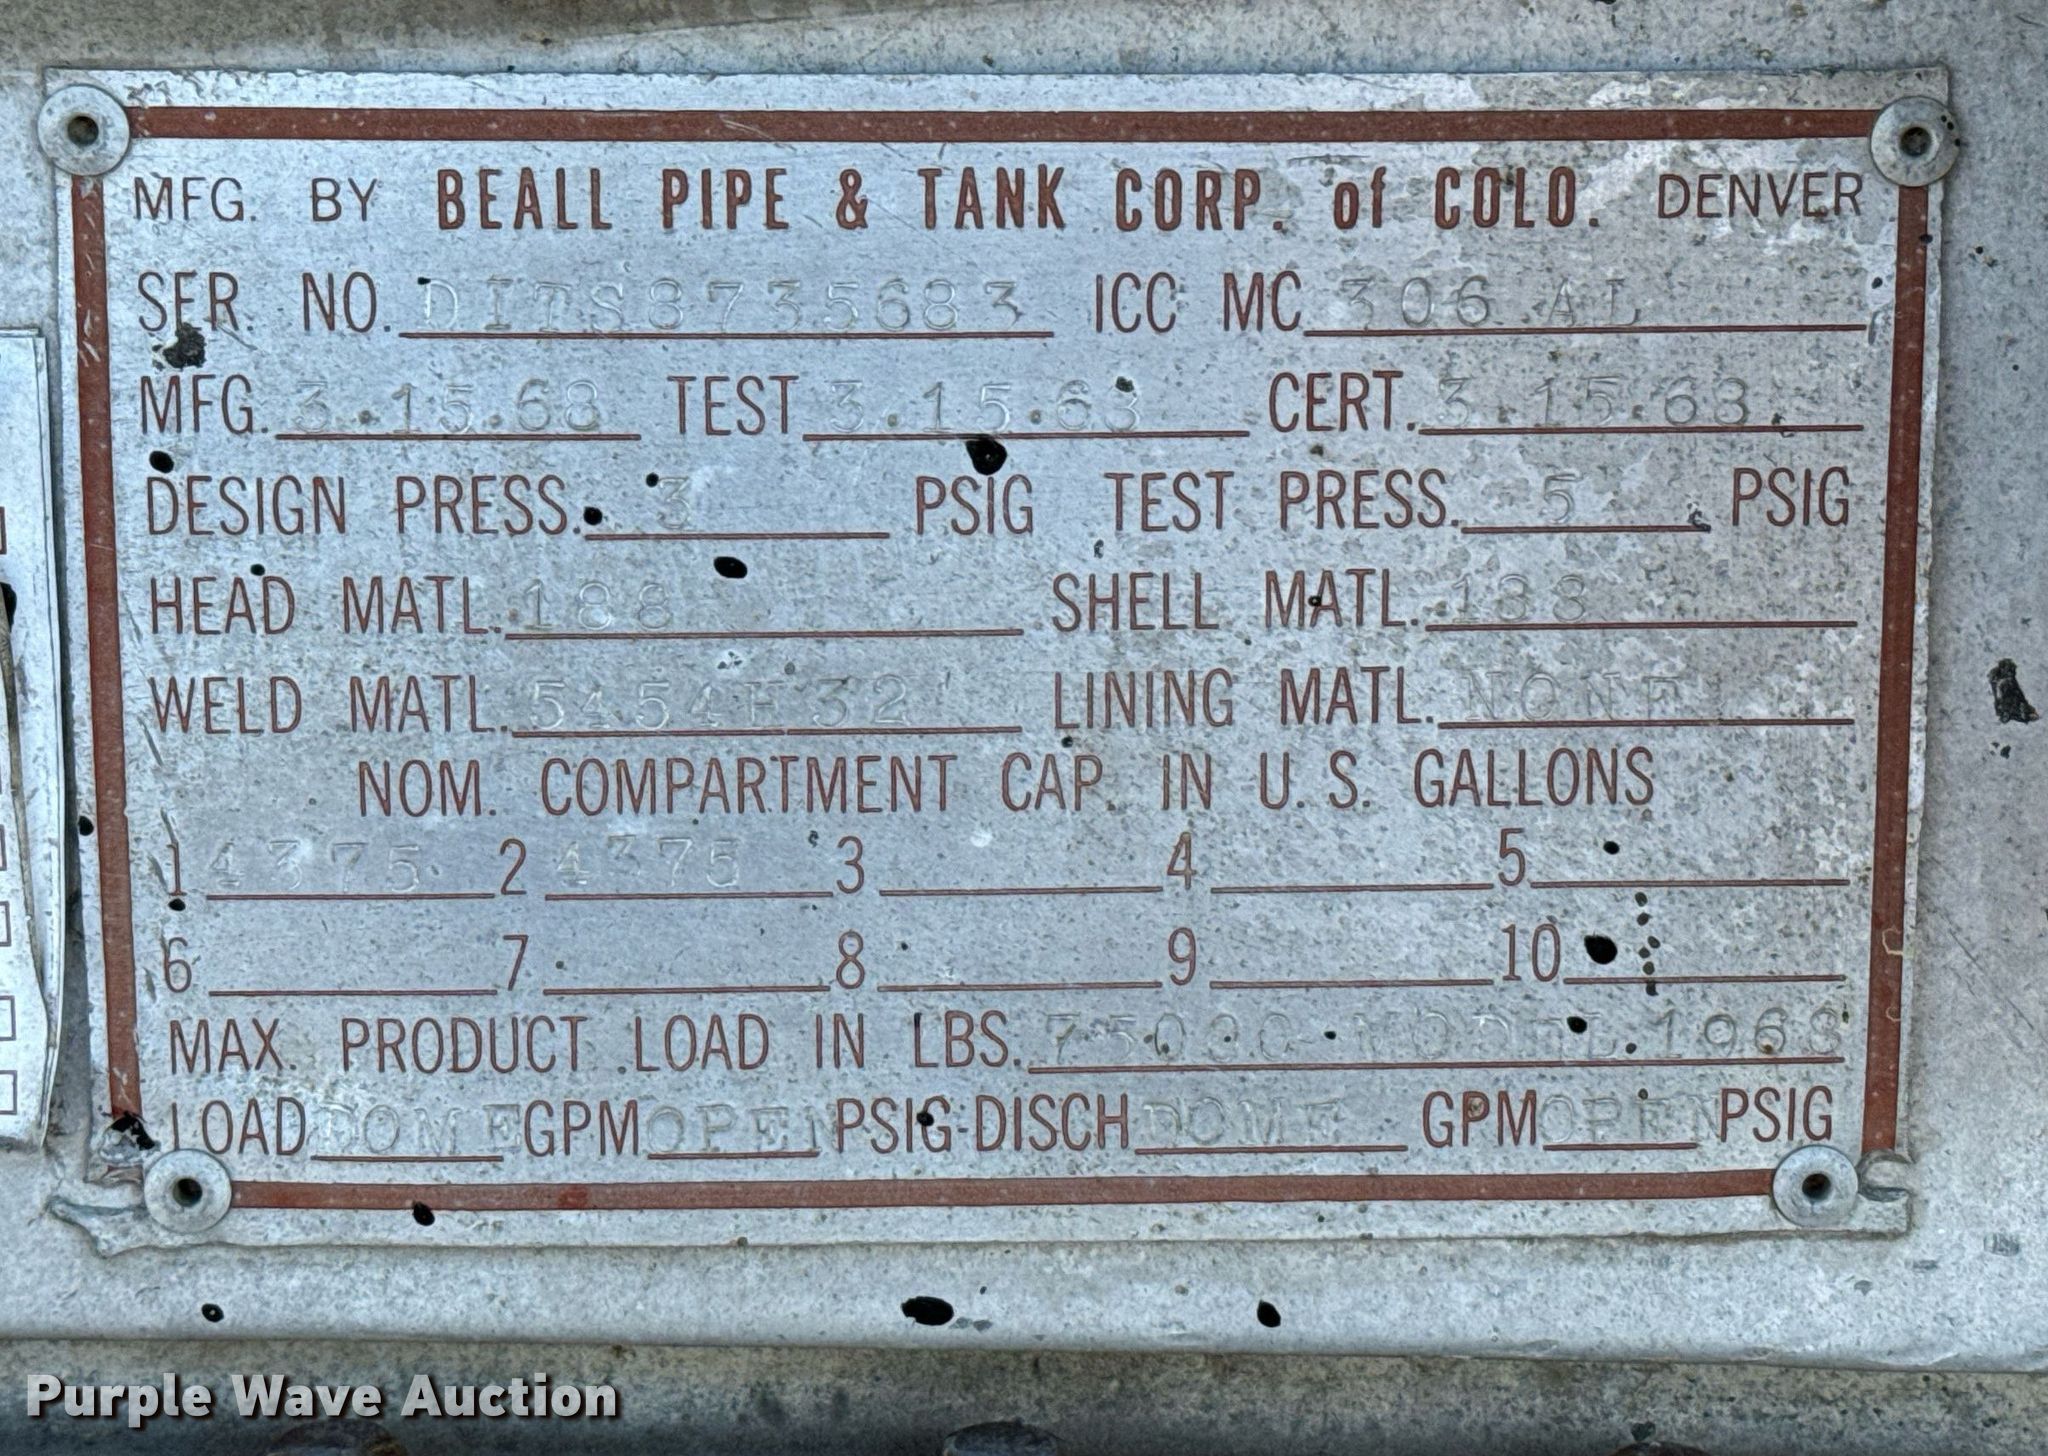 MFG. BY BEALL PIPE & TANK CORP. of COLO. DENVER
SER. NO. DITS8735683 ICC MC 306 AL
MFG. 3.15.68 TEST 3.15.68 CERT. 3.15.68
DESIGN PRESS. 3 PSIG TEST PRESS. 5 PSIG
HEAD MATL. 188 SHELL MATL. 188
WELD MATL. 5454H32 LINING MATL. NONE
NOM. COMPARTMENT CAP. IN U. S. GALLONS
1 4375 2 4375 3 4 5
6 7 8 9 10
MAX. PRODUCT LOAD IN LBS. 75000-MODEL.1968
LOAD DOME GPM OPEN PSIG-DISCH DOME GPM OPEN PSIG
Purple Wave Auction